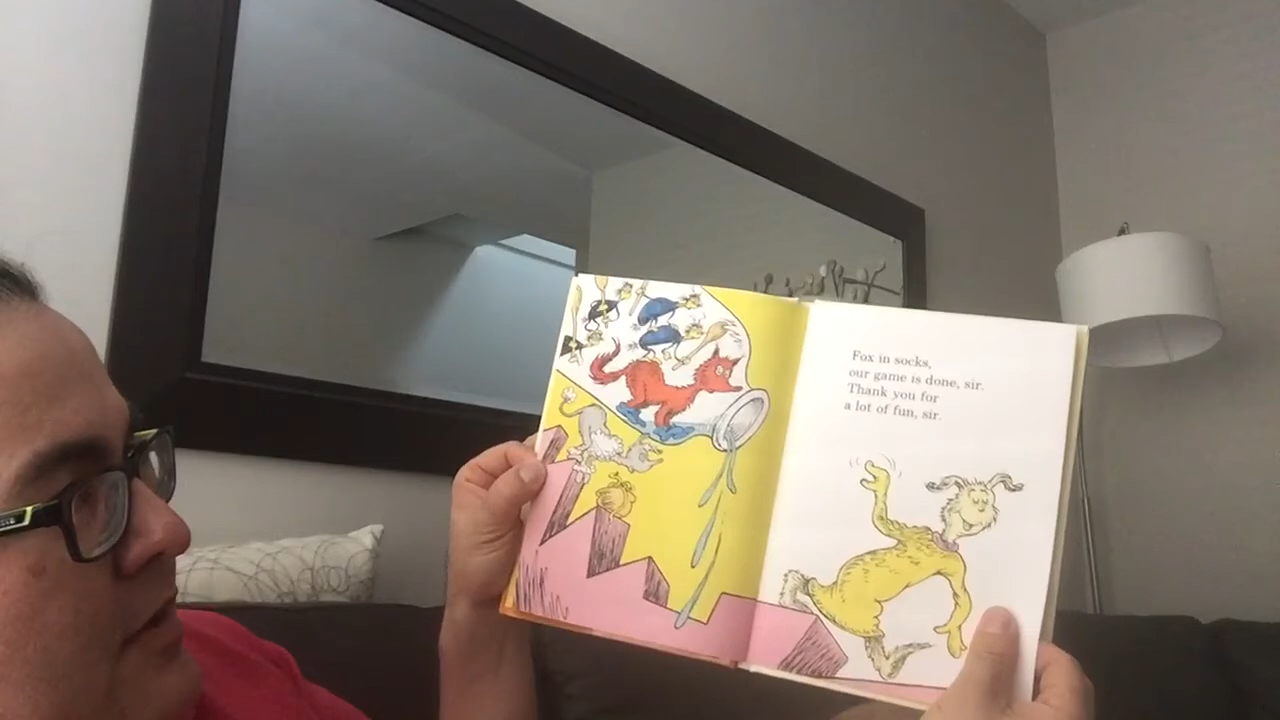 Fox in socks,
our game is done, sir.
Thank you for
a lot of fun, sir.